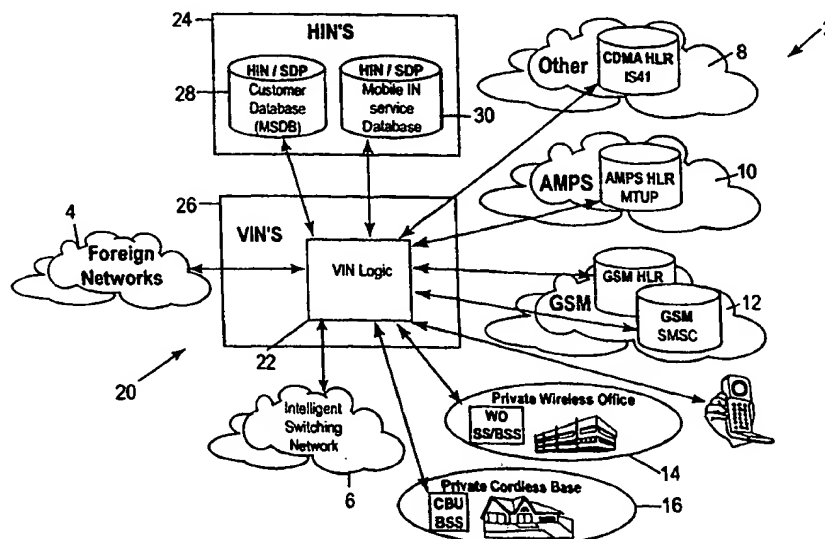 24
HIN'S
HiN / SDP
Customer
Database
(MSDB)
28
HIN / SDP
Mobile IN
service
Database
30
Other
CDMA HLR
IS41
8
AMPS
AMPS HLR
MTUP
10
26
VIN'S
VIN Logic
22
4
Foreign
Networks
GSM HLR
GSM
GSM
SMSC
12
20
Intelligent
Switching
Network
6
Private Wireless Office
WO
SS/BSS
14
Private Cordless Base
CBU
BSS
16